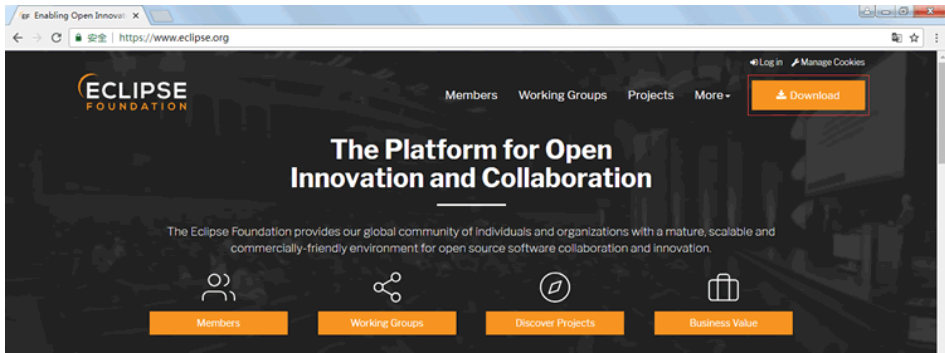 Enabling Open Innovat
安全 | https://www.eclipse.org
Log in Manage Cookies
ECLIPSE
FOUNDATION
Members Working Groups Projects More Download
The Platform for Open
Innovation and Collaboration
The Eclipse Foundation provides our global community of individuals and organizations with a mature, scalable and
commercially-friendly environment for open source software collaboration and innovation.
Members Working Groups Discover Projects Business Value